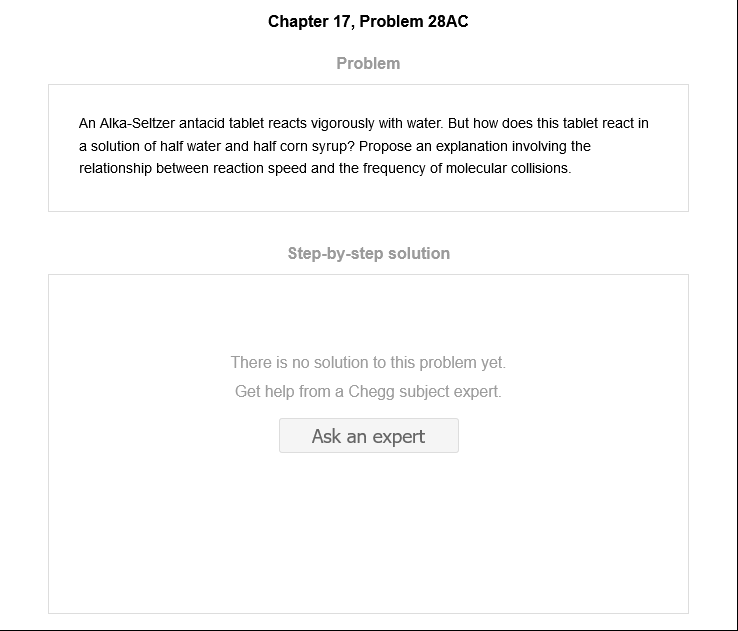 Chapter 17, Problem 28AC
Problem
An Alka-Seltzer antacid tablet reacts vigorously with water. But how does this tablet react in
a solution of half water and half corn syrup? Propose an explanation involving the
relationship between reaction speed and the frequency of molecular collisions.
Step-by-step solution
There is no solution to this problem yet.
Get help from a Chegg subject expert.
Ask an expert